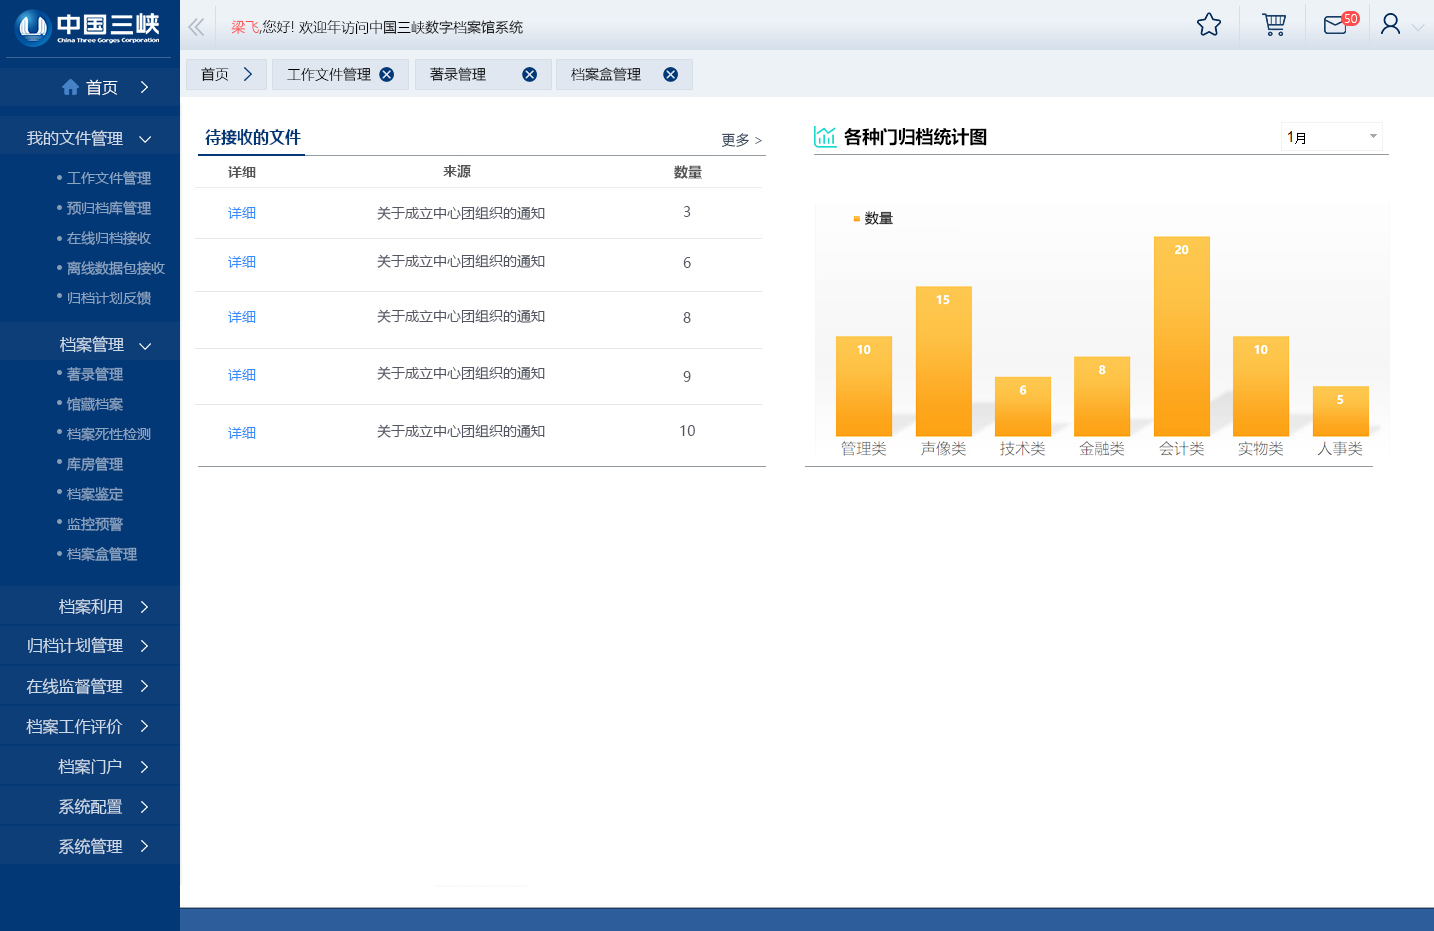 中国三峡
China Three Gorges Corporation
梁飞,您好! 欢迎年访问中国三峡数字档案馆系统
50
首页
工作文件管理
著录管理
档案盒管理
首页
我的文件管理
工作文件管理
预归档库管理
在线归档接收
离线数据包接收
归档计划反馈
档案管理
著录管理
馆藏档案
档案死性检测
库房管理
档案鉴定
监控预警
档案盒管理
档案利用
归档计划管理
在线监督管理
档案工作评价
档案门户
系统配置
系统管理
待接收的文件
更多 >
详细 来源 数量
详细 关于成立中心团组织的通知 3
详细 关于成立中心团组织的通知 6
详细 关于成立中心团组织的通知 8
详细 关于成立中心团组织的通知 9
详细 关于成立中心团组织的通知 10
各种门归档统计图
1月
数量
10 15 6 8 20 10 5
管理类 声像类 技术类 金融类 会计类 实物类 人事类